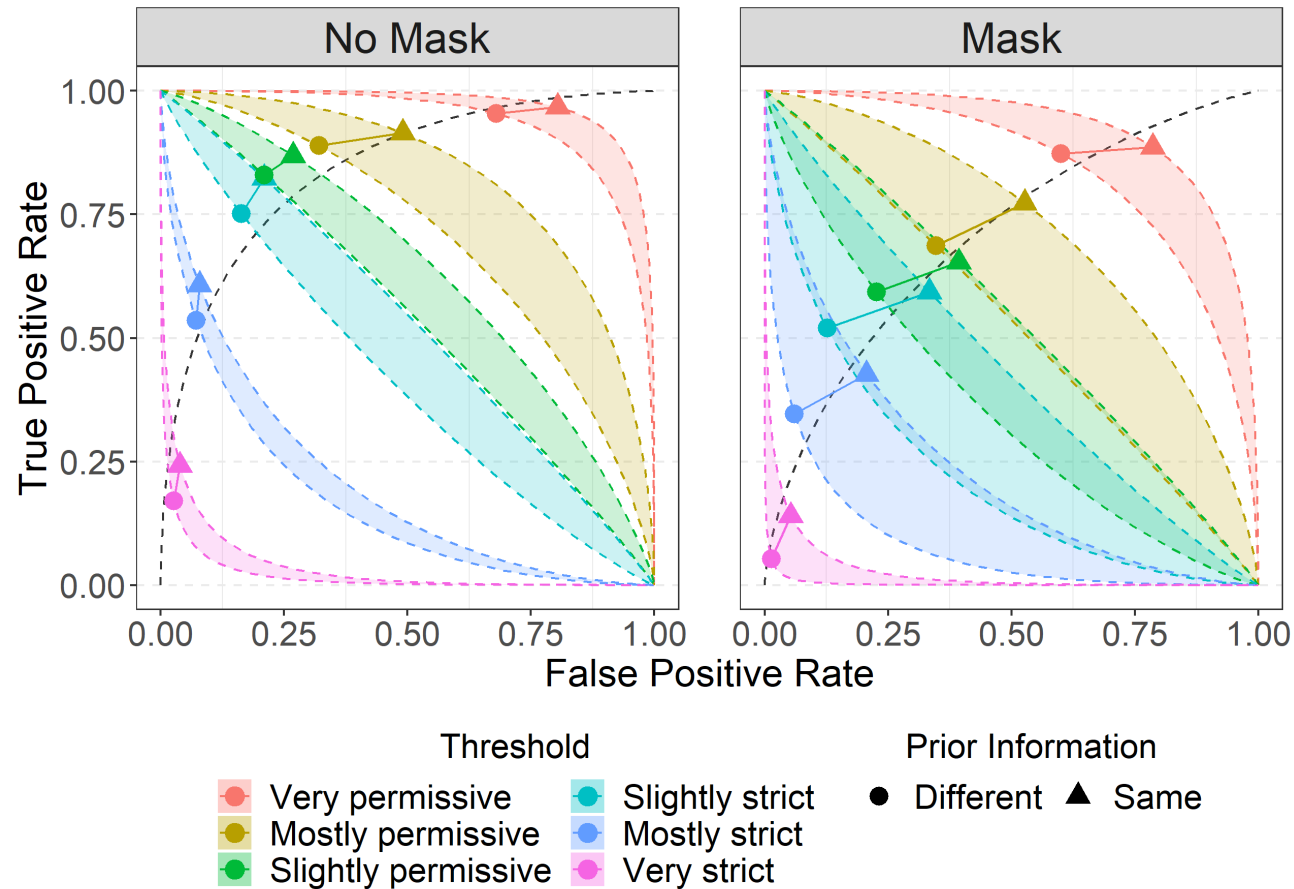 No Mask
Mask
True Positive Rate
1.00
0.75
0.50
0.25
0.00
0.00 0.25 0.50 0.75 1.00
0.00 0.25 0.50 0.75 1.00
False Positive Rate
Threshold
Very permissive
Mostly permissive
Slightly permissive
Slightly strict
Mostly strict
Very strict
Prior Information
Different
Same